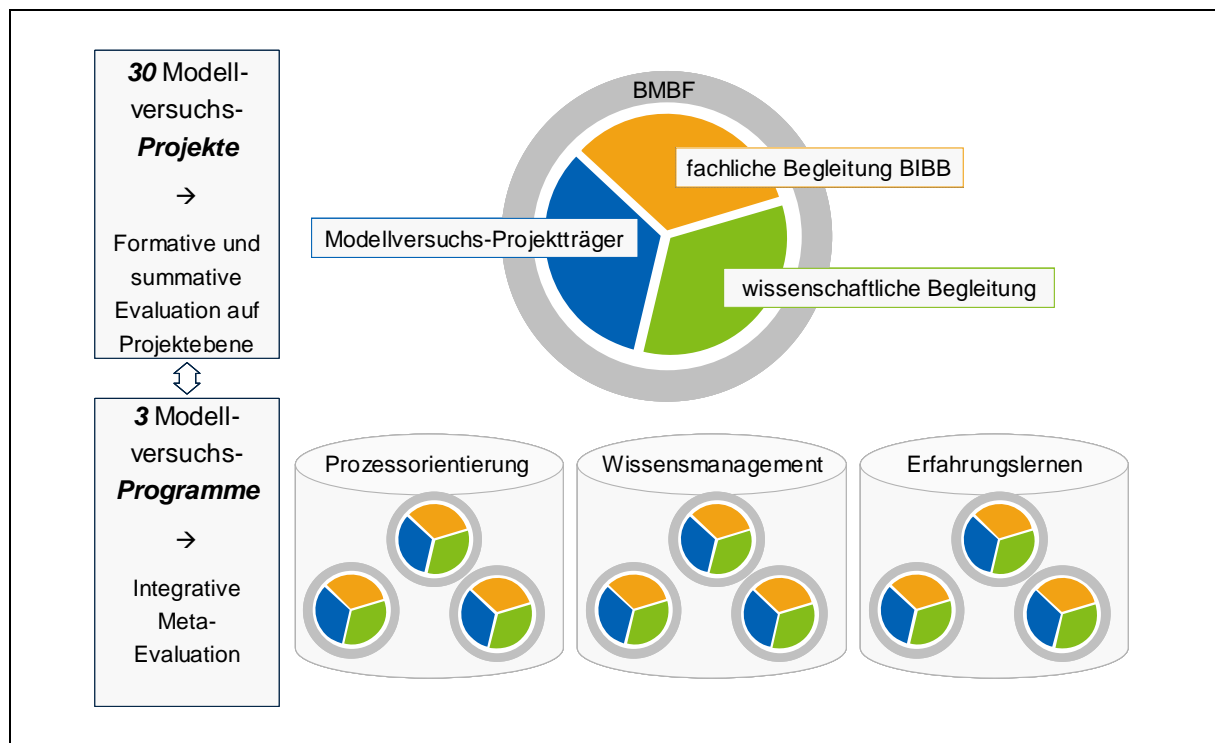 30 Modell-
versuchs-
Projekte
→
Formative und
summative
Evaluation auf
Projektebene
BMBF
fachliche Begleitung BIBB
Modellversuchs-Projektträger
wissenschaftliche Begleitung
3 Modell-
versuchs-
Programme
→
Integrative
Meta-
Evaluation
Prozessorientierung
Wissensmanagement
Erfahrungslernen